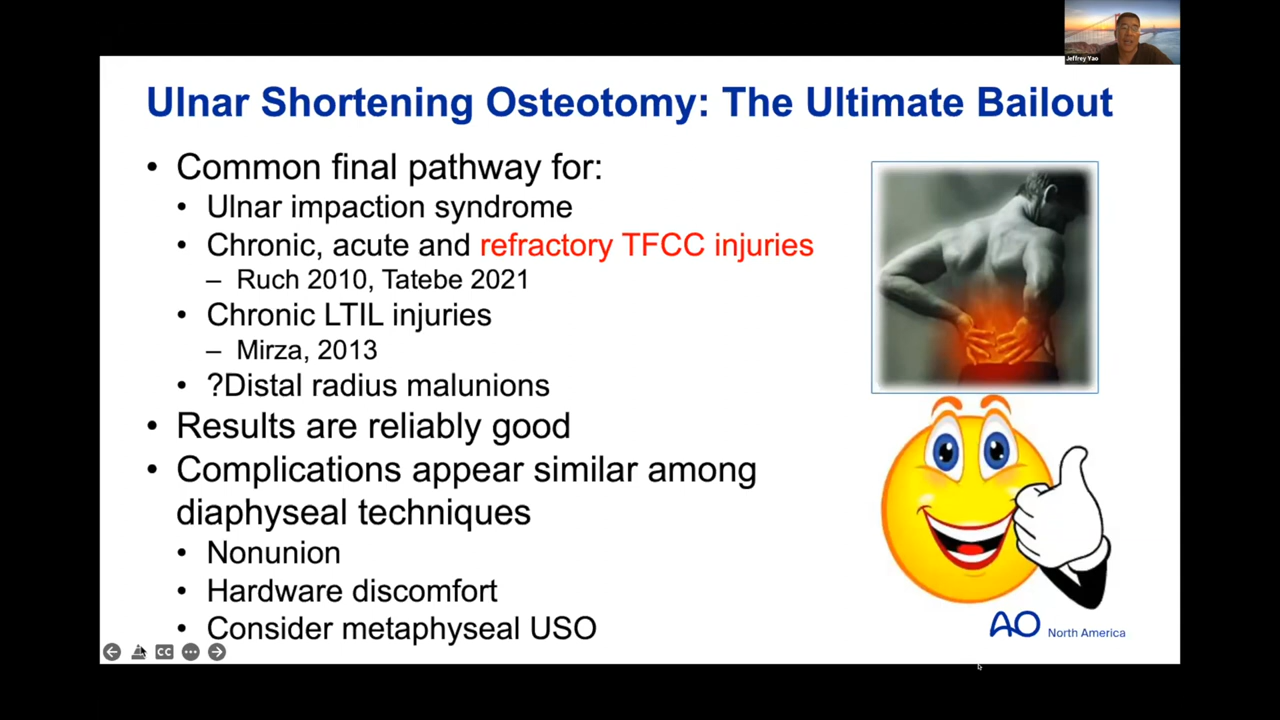 Jeffrey Yao
Ulnar Shortening Osteotomy: The Ultimate Bailout
• Common final pathway for:
• Ulnar impaction syndrome
• Chronic, acute and refractory TFCC injuries
– Ruch 2010, Tatebe 2021
• Chronic LTIL injuries
– Mirza, 2013
• ?Distal radius malunions
• Results are reliably good
• Complications appear similar among
diaphyseal techniques
• Nonunion
• Hardware discomfort
• Consider metaphyseal USO
AO North America
CC